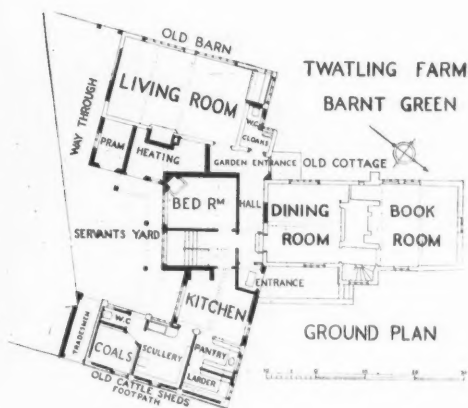 OLD BARN
TWATLING FARM
BARNT GREEN
LIVING ROOM
WAY THROUGH
W.C.
CLOAKS
PRAM
HEATING
GARDEN ENTRANCE
OLD COTTAGE
BED RM
HALL
DINING
ROOM
BOOK
ROOM
SERVANTS YARD
ENTRANCE
KITCHEN
GROUND PLAN
TRADESMEN
W.C
COALS
SCULLERY
PANTRY
LARDER
OLD CATTLE SHEDS
FOOTPATH